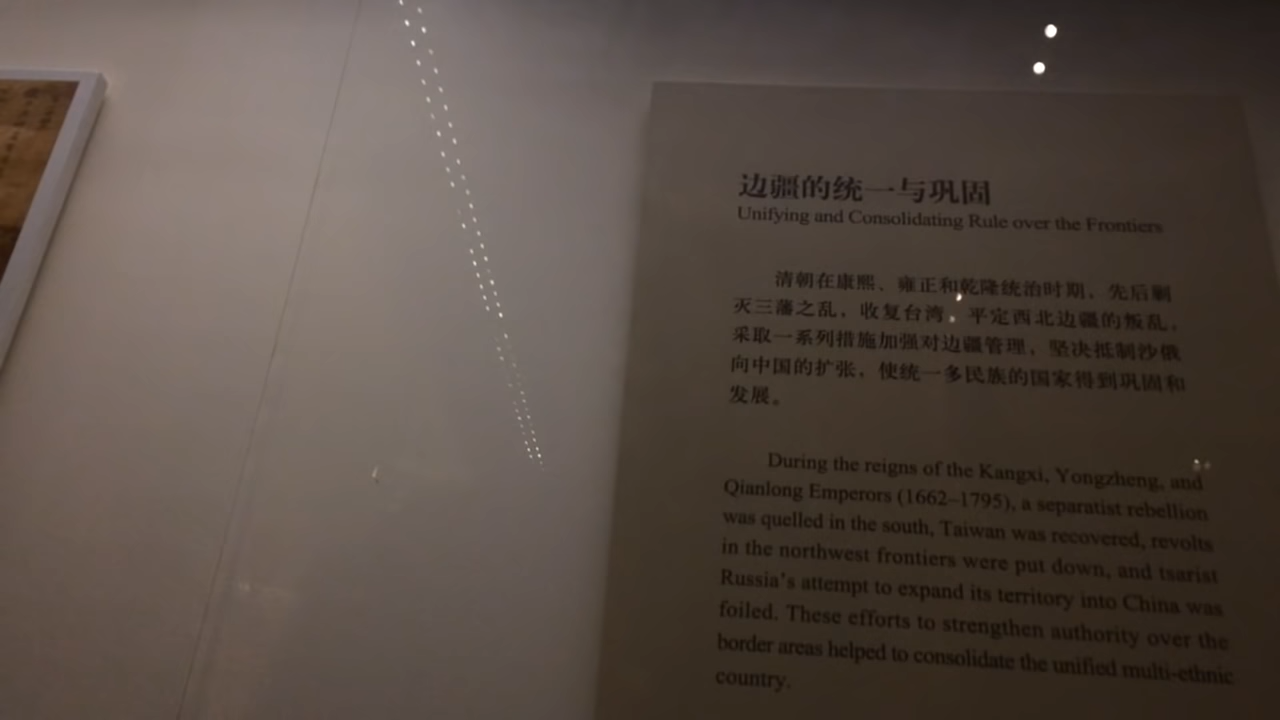 边疆的统一与巩固
Unifying and Consolidating Rule over the Frontiers
清朝在康熙、雍正和乾隆统治时期，先后剿
灭三藩之乱，收复台湾，平定西北边疆的叛乱。
采取一系列措施加强对边疆管理，坚决抵制沙俄
向中国的扩张，使统一多民族的国家得到巩固和
发展。
During the reigns of the Kangxi, Yongzheng, and
Qianlong Emperors (1662–1795), a separatist rebellion
was quelled in the south, Taiwan was recovered, revolts
in the northwest frontiers were put down, and tsarist
Russia's attempt to expand its territory into China was
foiled. These efforts to strengthen authority over the
border areas helped to consolidate the unified multi-ethnic
country.